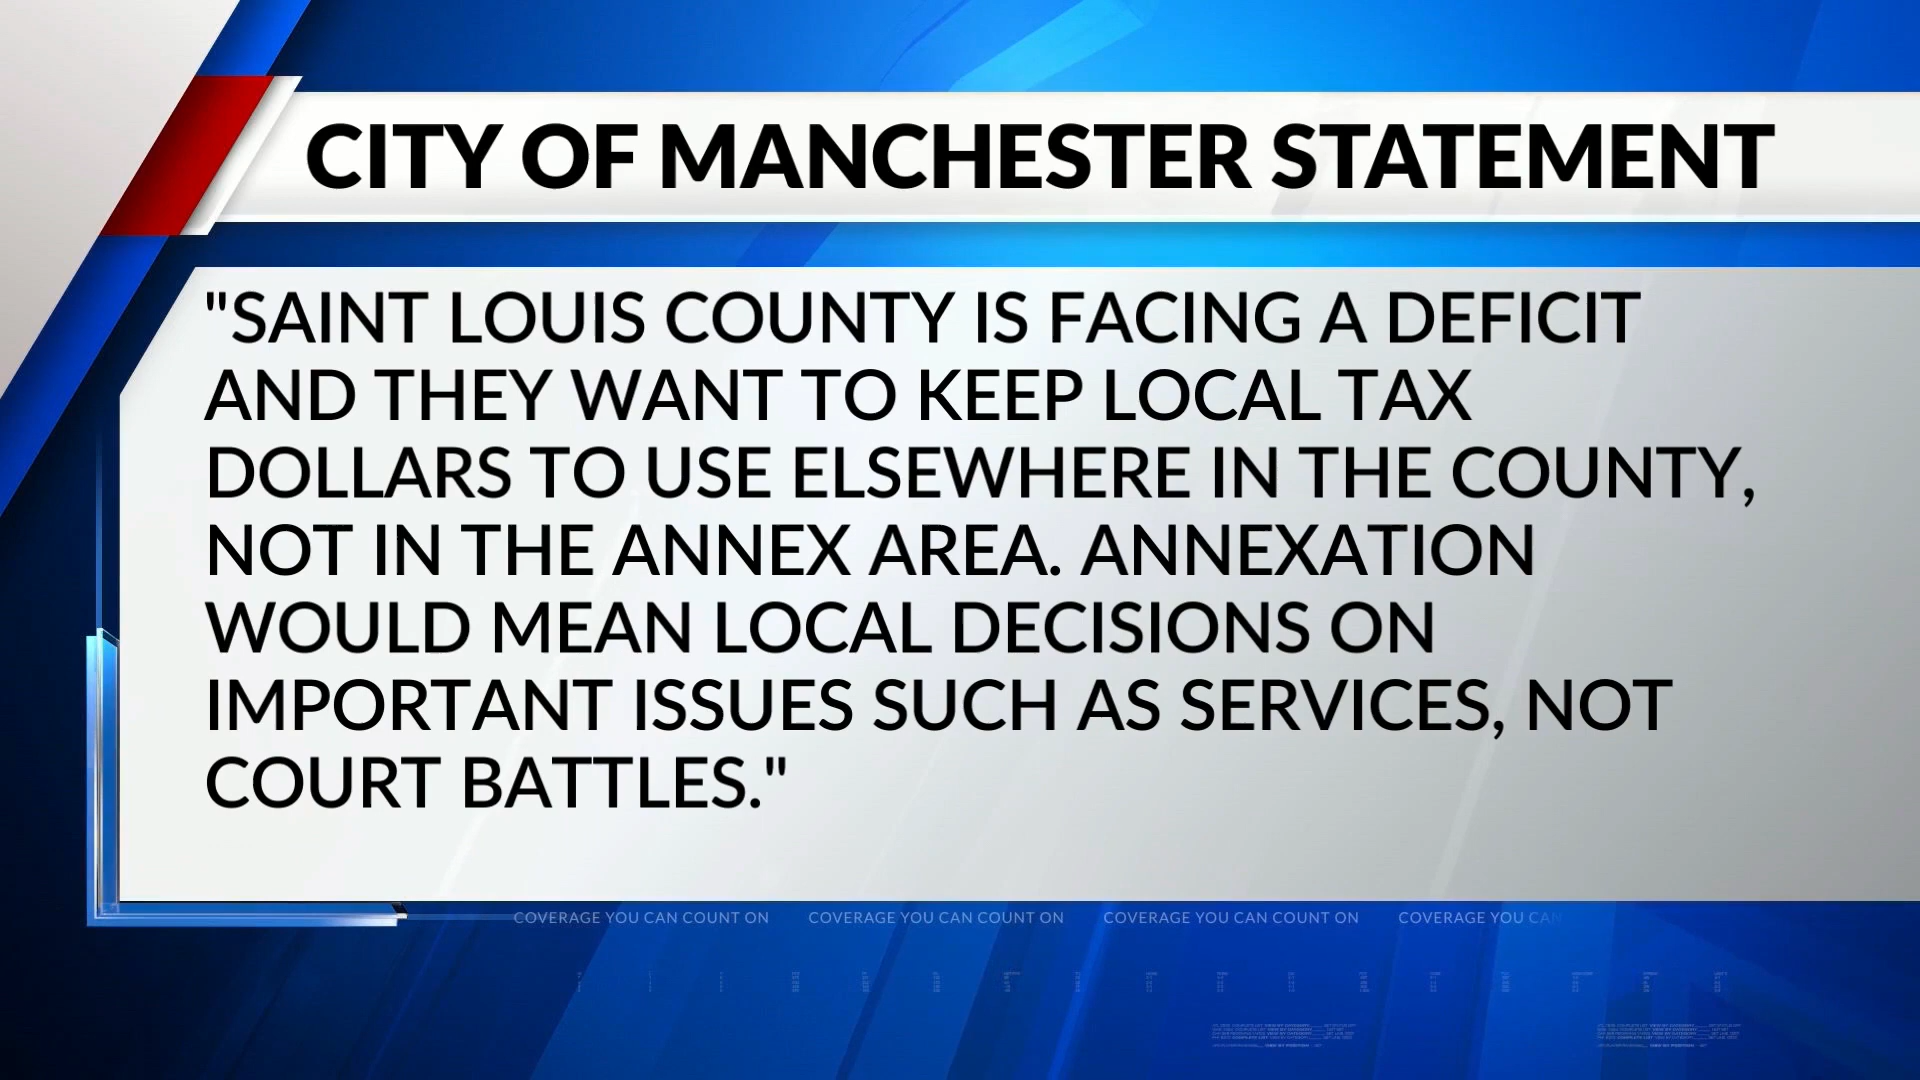 CITY OF MANCHESTER STATEMENT
"SAINT LOUIS COUNTY IS FACING A DEFICIT
AND THEY WANT TO KEEP LOCAL TAX
DOLLARS TO USE ELSEWHERE IN THE COUNTY,
NOT IN THE ANNEX AREA. ANNEXATION
WOULD MEAN LOCAL DECISIONS ON
IMPORTANT ISSUES SUCH AS SERVICES, NOT
COURT BATTLES."
COVERAGE YOU CAN COUNT ON COVERAGE YOU CAN COUNT ON COVERAGE YOU CAN COUNT ON COVERAGE YOU CAN